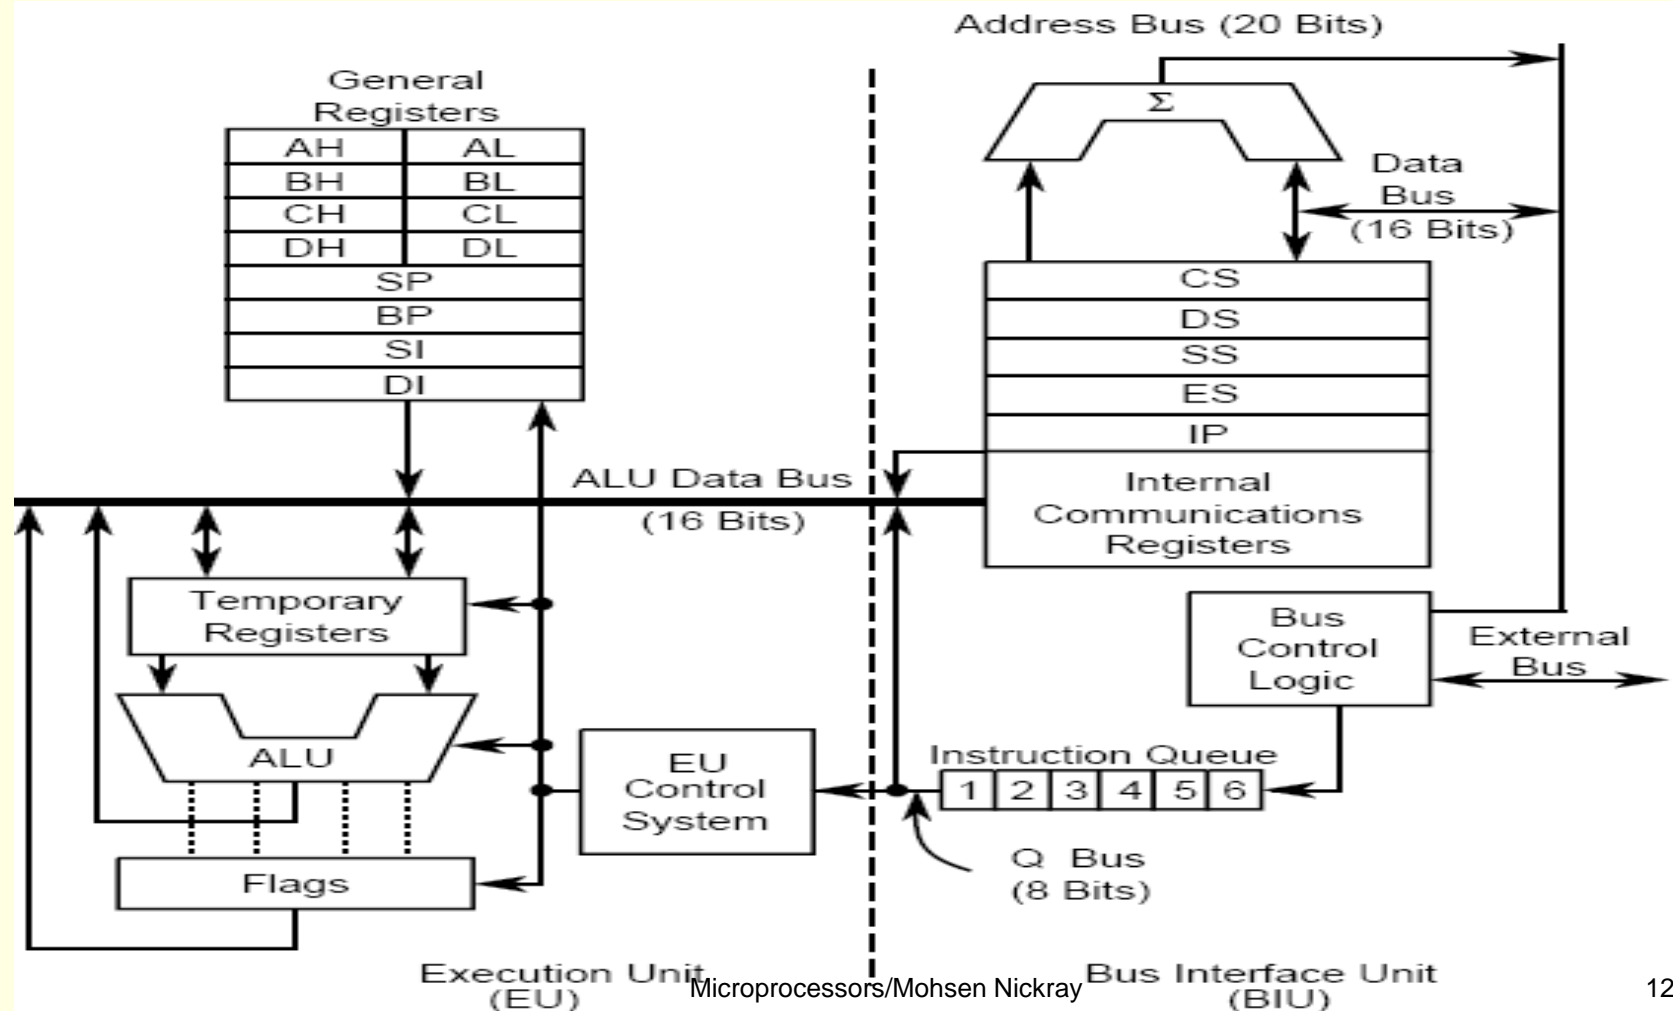 Address Bus (20 Bits)
General
Registers
AH AL
BH BL
CH CL
DH DL
SP
BP
SI
DI
Σ
Data
Bus
(16 Bits)
CS
DS
SS
ES
IP
Internal
Communications
Registers
ALU Data Bus
(16 Bits)
Temporary
Registers
ALU
Flags
EU
Control
System
Bus
Control
Logic
External
Bus
Instruction Queue
1 2 3 4 5 6
Q Bus
(8 Bits)
Execution Unit
(EU)
Bus Interface Unit
(BIU)
Microprocessors/Mohsen Nickray
12